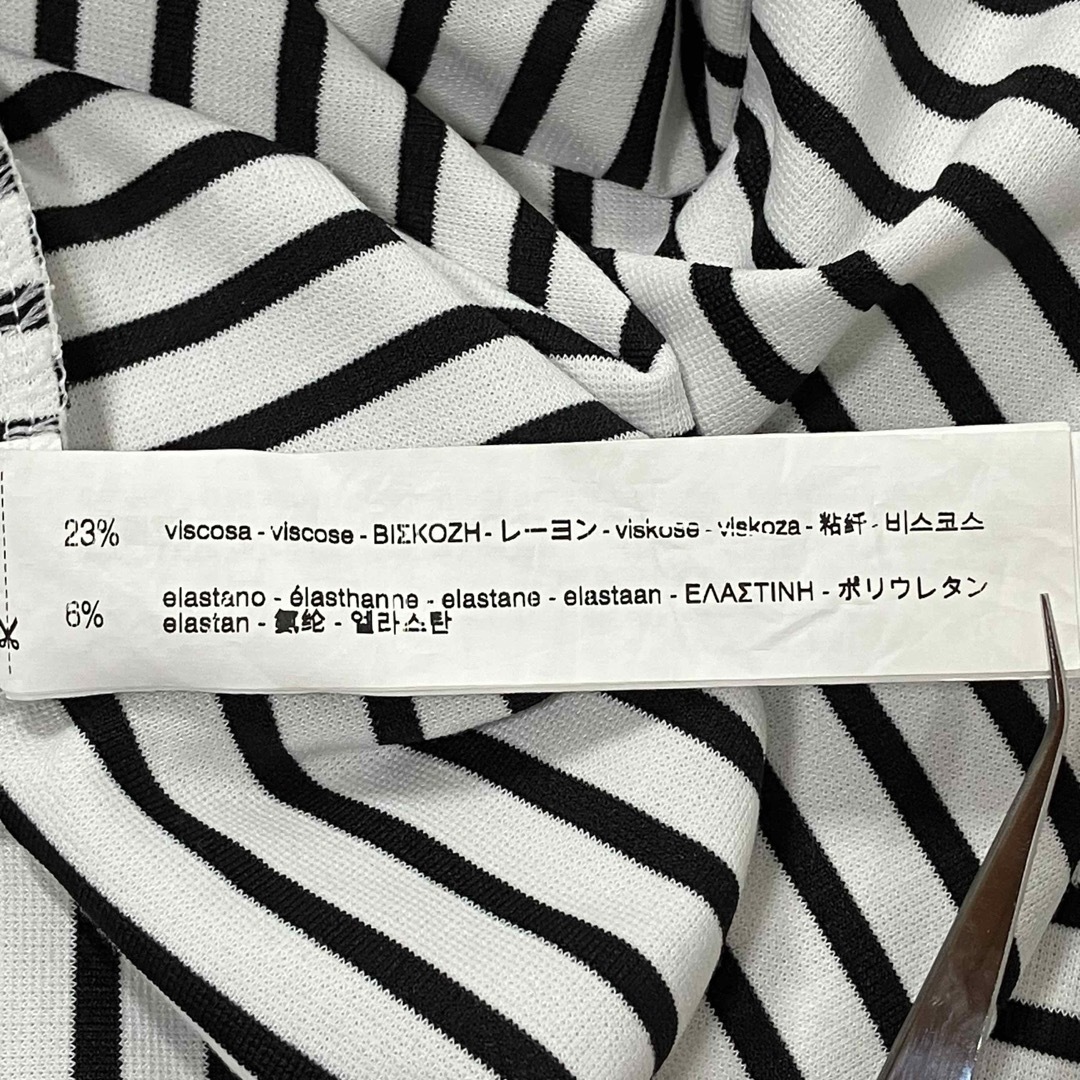 23% viscosa - viscose - ΒΙΣΚΟΖΗ - レーヨン - viskose - viskoza - 粘纤 - 비스코스
6% elastano - élasthanne - elastane - elastaan - ΕΛΑΣΤΙΝΗ - ポリウレタン
elastan - 氨纶 - 엘라스탄